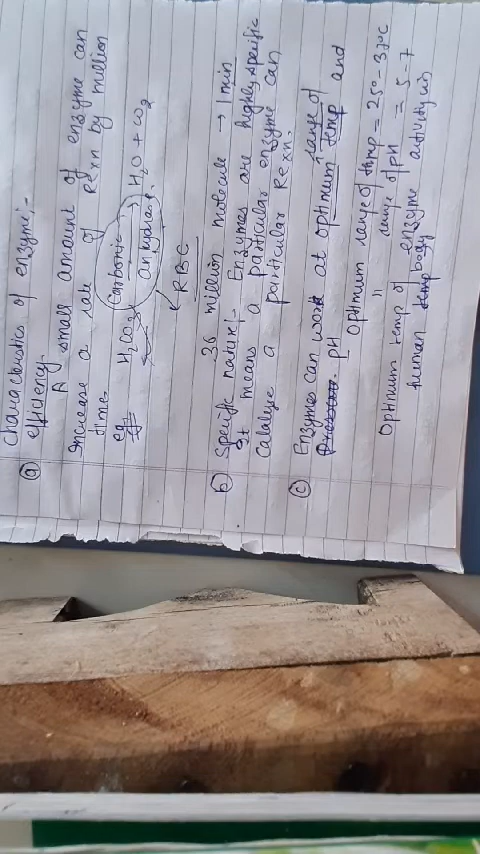 Characteristics of enzyme:-
(a) efficiency.
A small amount of enzyme can
increase a rate of Rexn by million
time.
eg H2CO3 Carbonic anhydrase → H2O + CO2
RBC
36 million molecule → 1 min
(b) Specific nature:- Enzymes are highly specific
It means a particular enzyme can
catalyse a particular Rexn.
(c) Enzymes can work at optimum range of temp and
pH
Optimum range of temp = 25° - 37°C
" range of pH = 5-7
Optimum temp of enzyme activity in
human body